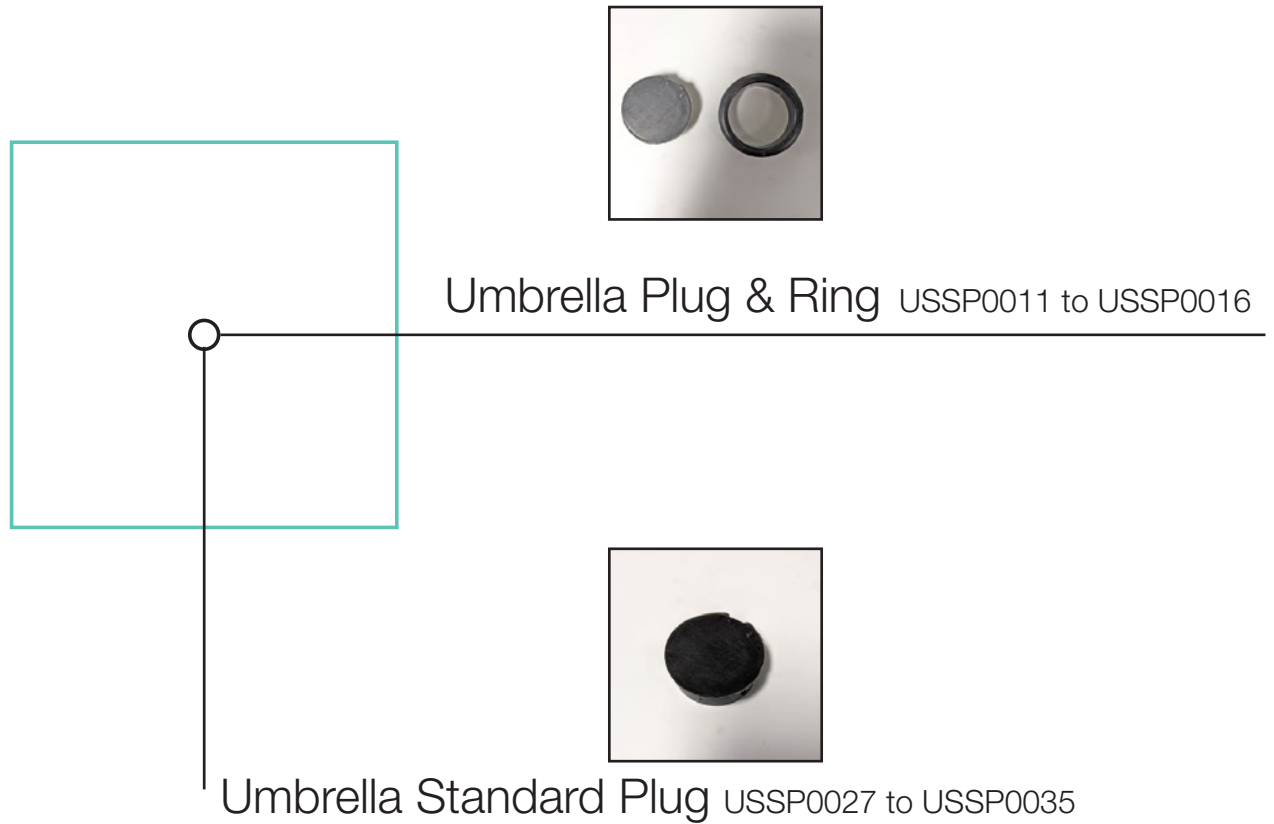 Umbrella Plug & Ring USSP0011 to USSP0016
Umbrella Standard Plug USSP0027 to USSP0035